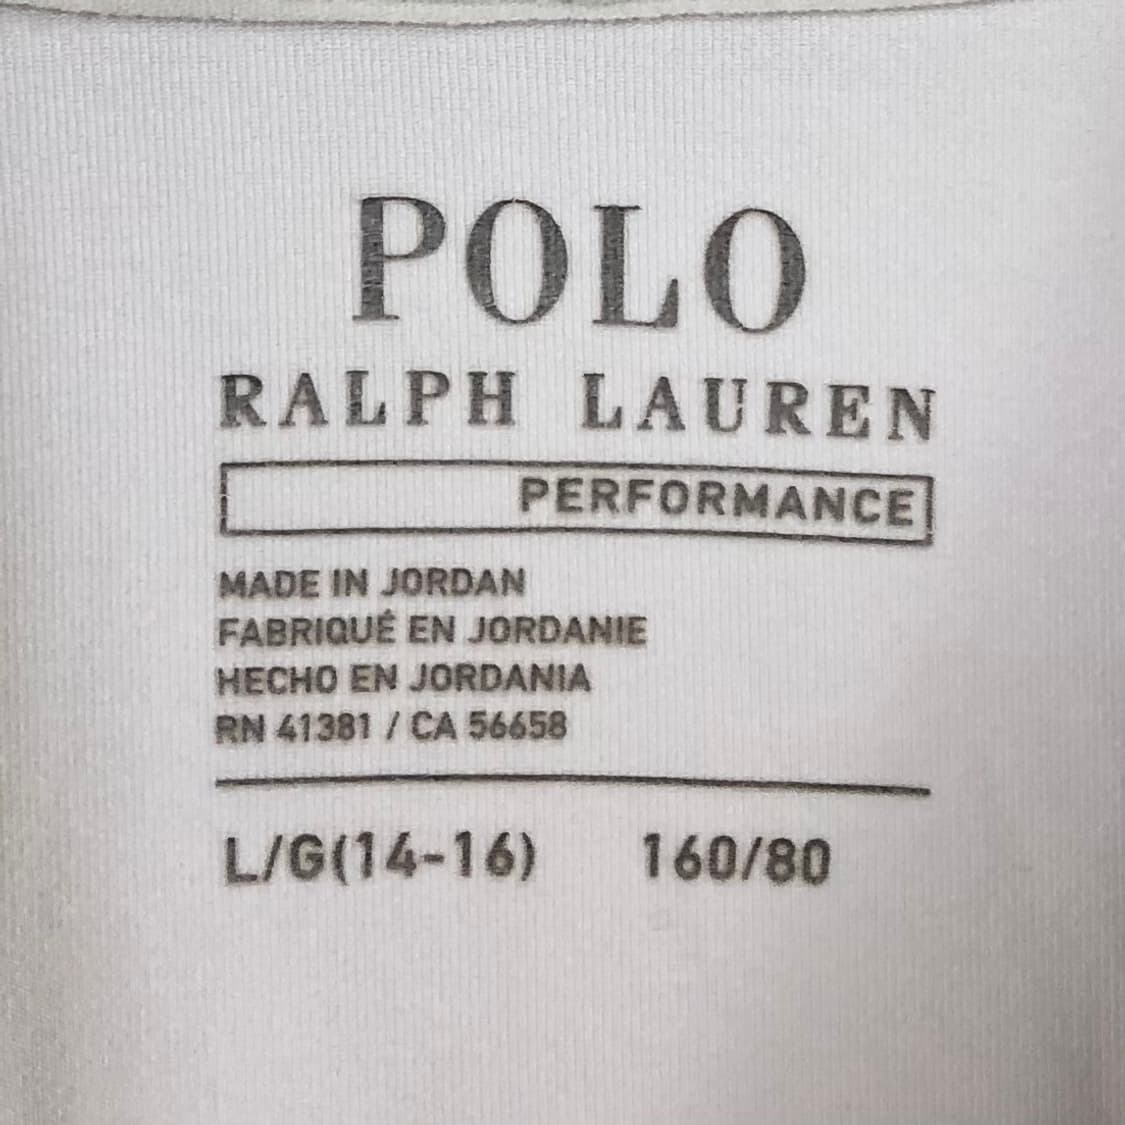 POLO
RALPH LAUREN
PERFORMANCE
MADE IN JORDAN
FABRIQUÉ EN JORDANIE
HECHO EN JORDANIA
RN 41381 / CA 56658
L/G(14-16) 160/80